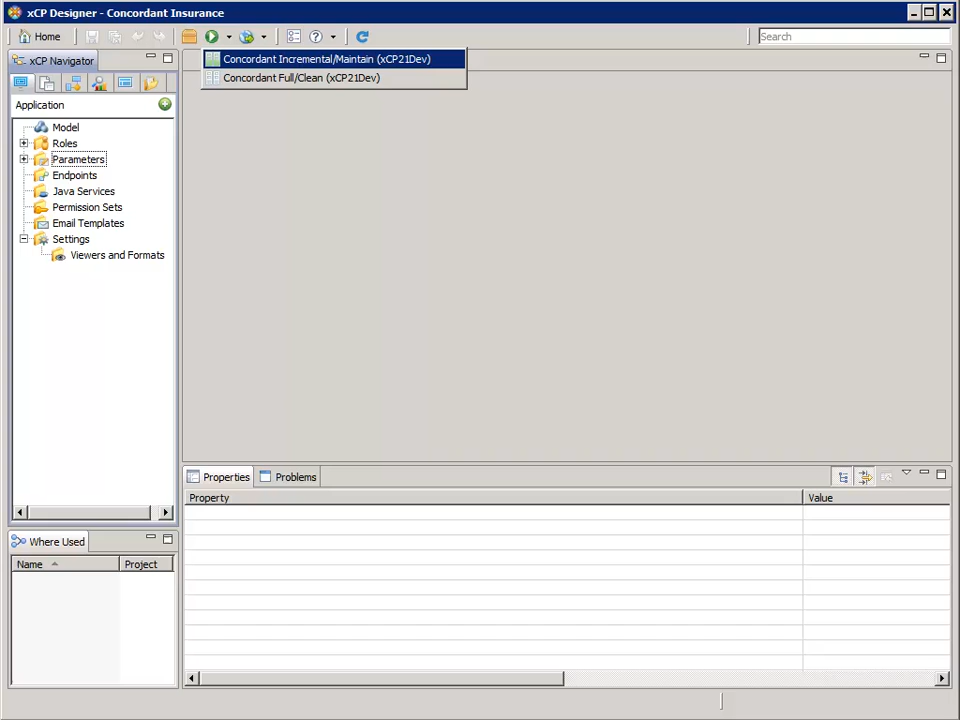 xCP Designer - Concordant Insurance
Home
Search
Concordant Incremental/Maintain (xCP21Dev)
Concordant Full/Clean (xCP21Dev)
xCP Navigator
Application
Model
Roles
Parameters
Endpoints
Java Services
Permission Sets
Email Templates
Settings
Viewers and Formats
Properties
Problems
Property
Value
Where Used
Name
Project